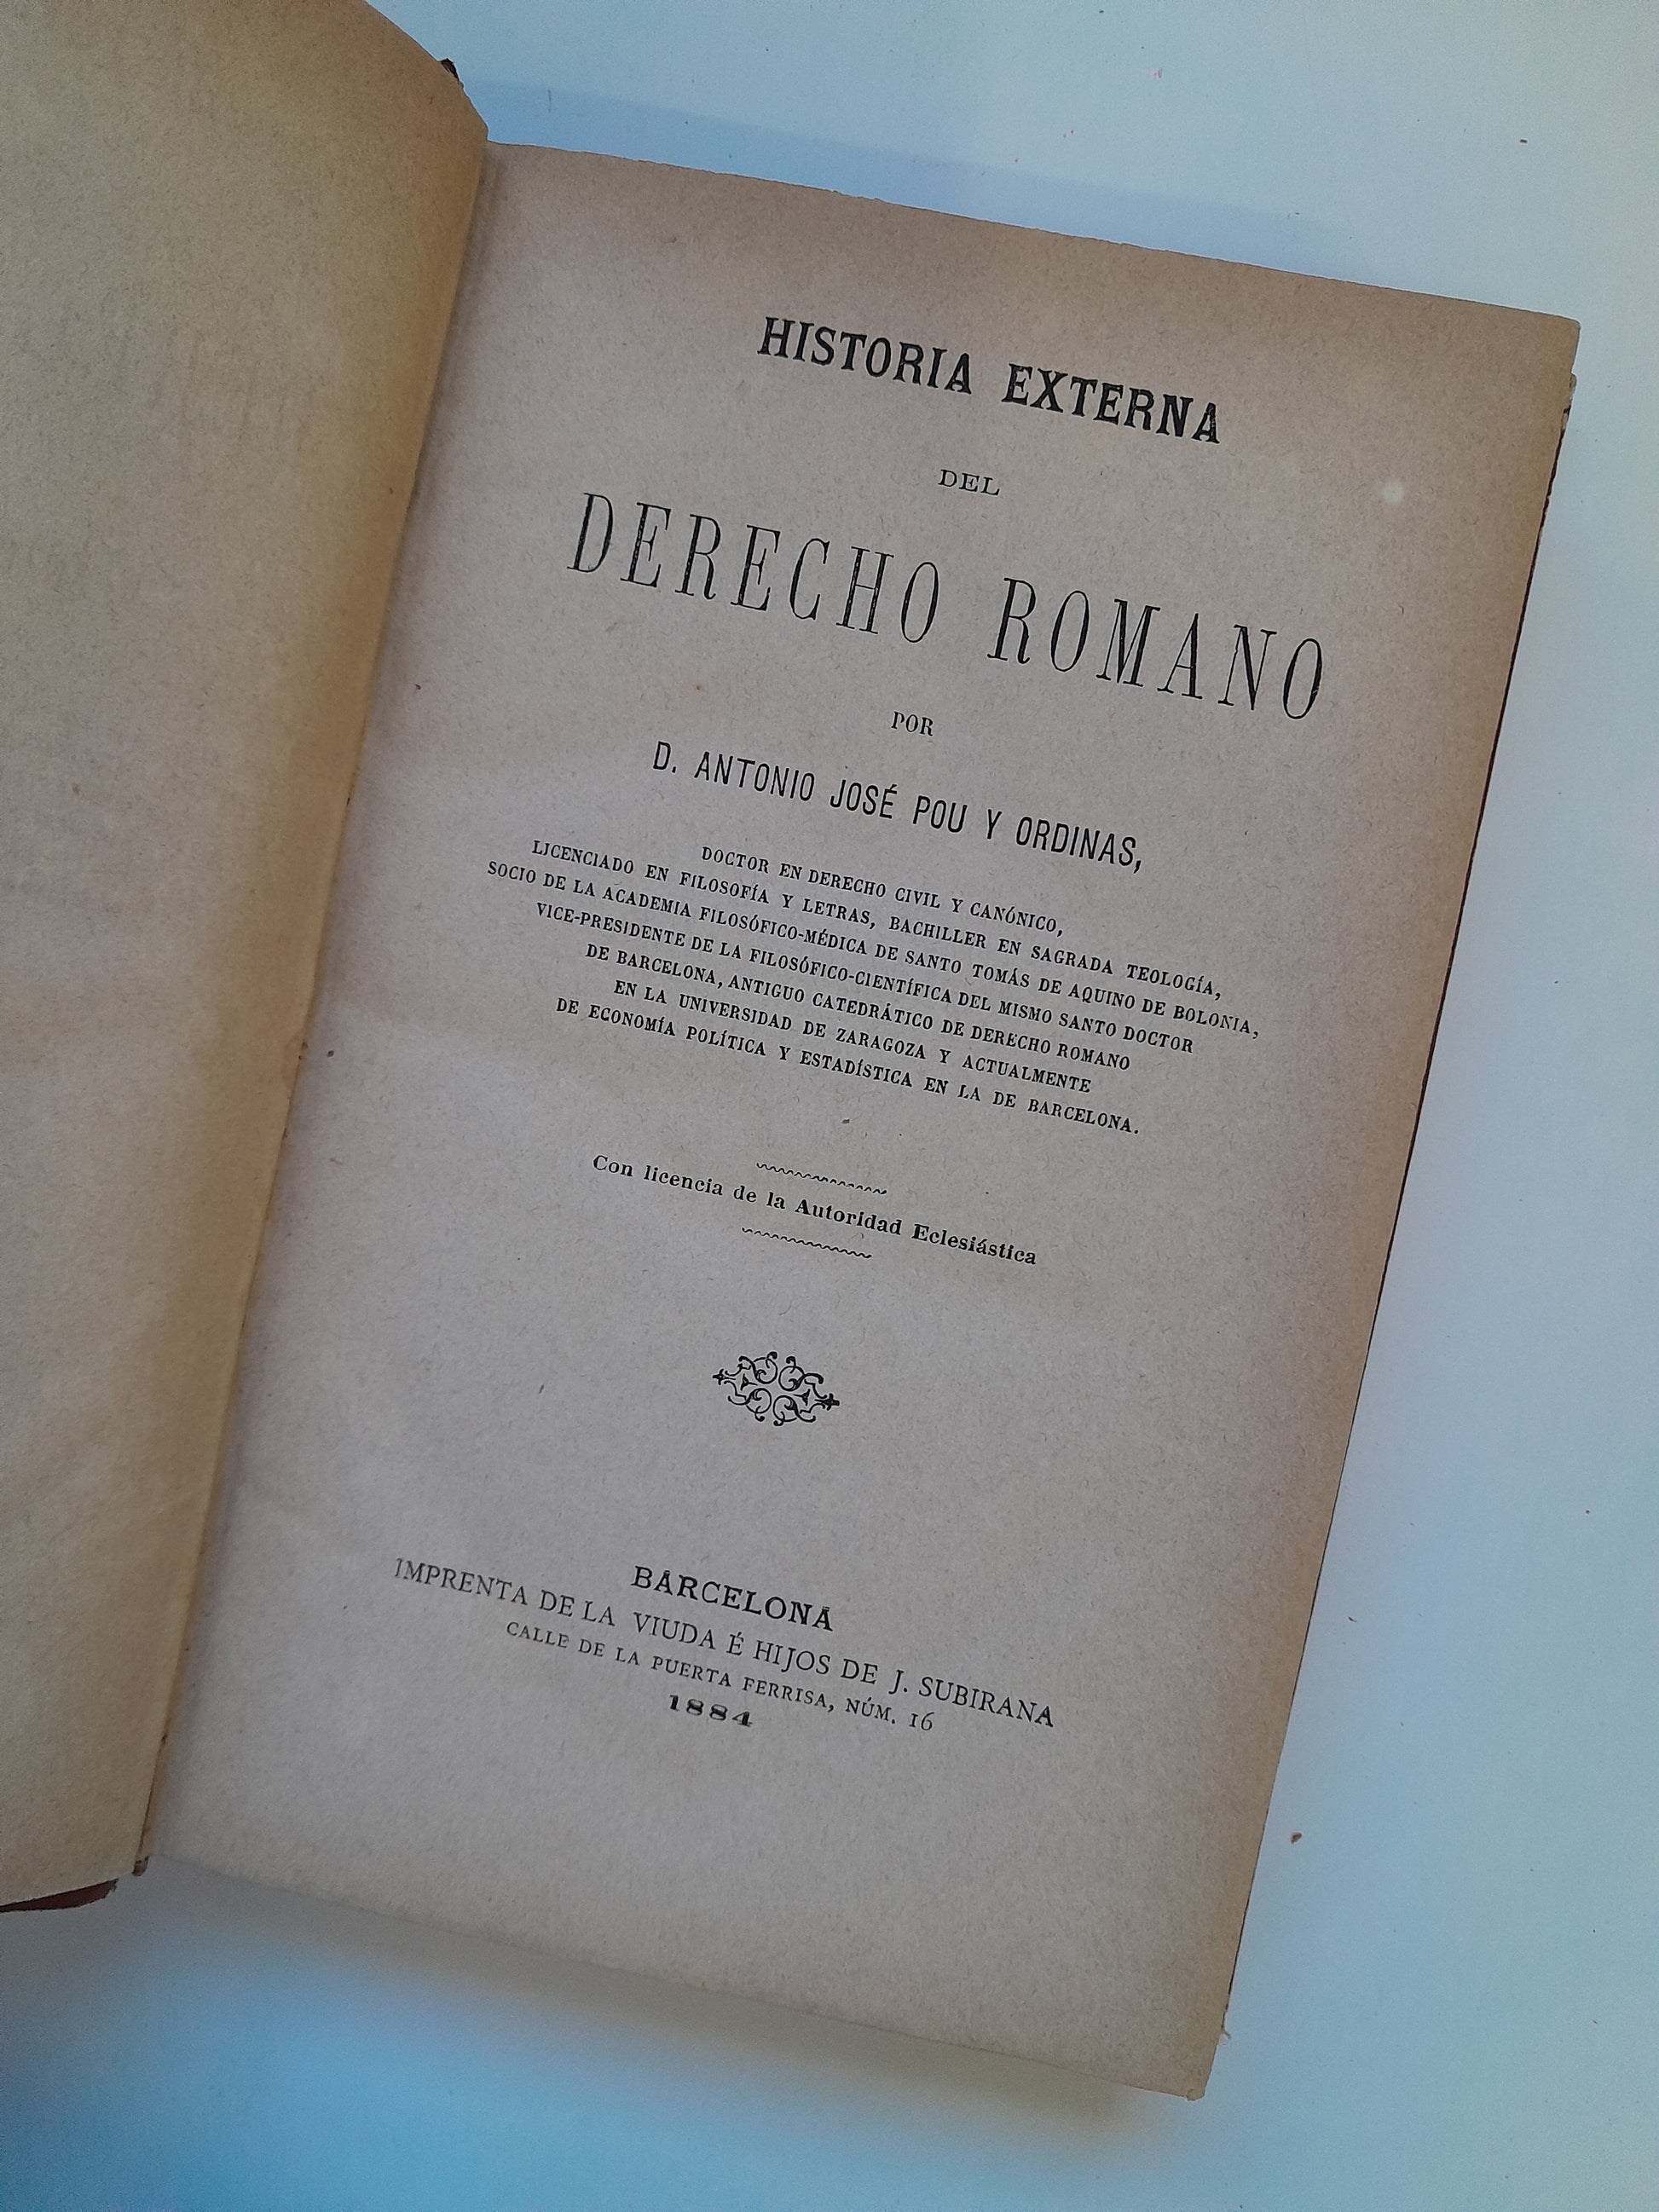 HISTORIA EXTERNA
DEL
DERECHO ROMANO
POR
D. ANTONIO JOSÉ POU Y ORDINAS,
DOCTOR EN DERECHO CIVIL Y CANÓNICO,
LICENCIADO EN FILOSOFÍA Y LETRAS, BACHILLER EN SAGRADA TEOLOGÍA,
SOCIO DE LA ACADEMIA FILOSÓFICO-MÉDICA DE SANTO TOMÁS DE AQUINO DE BOLONIA,
VICE-PRESIDENTE DE LA FILOSÓFICO-CIENTÍFICA DEL MISMO SANTO DOCTOR
DE BARCELONA, ANTIGUO CATEDRÁTICO DE DERECHO ROMANO
EN LA UNIVERSIDAD DE ZARAGOZA Y ACTUALMENTE
DE ECONOMÍA POLÍTICA Y ESTADÍSTICA EN LA DE BARCELONA.
Con licencia de la Autoridad Eclesiástica
BARCELONA
IMPRENTA DE LA VIUDA É HIJOS DE J. SUBIRANA
CALLE DE LA PUERTA FERRISA, NÚM. 16
1884